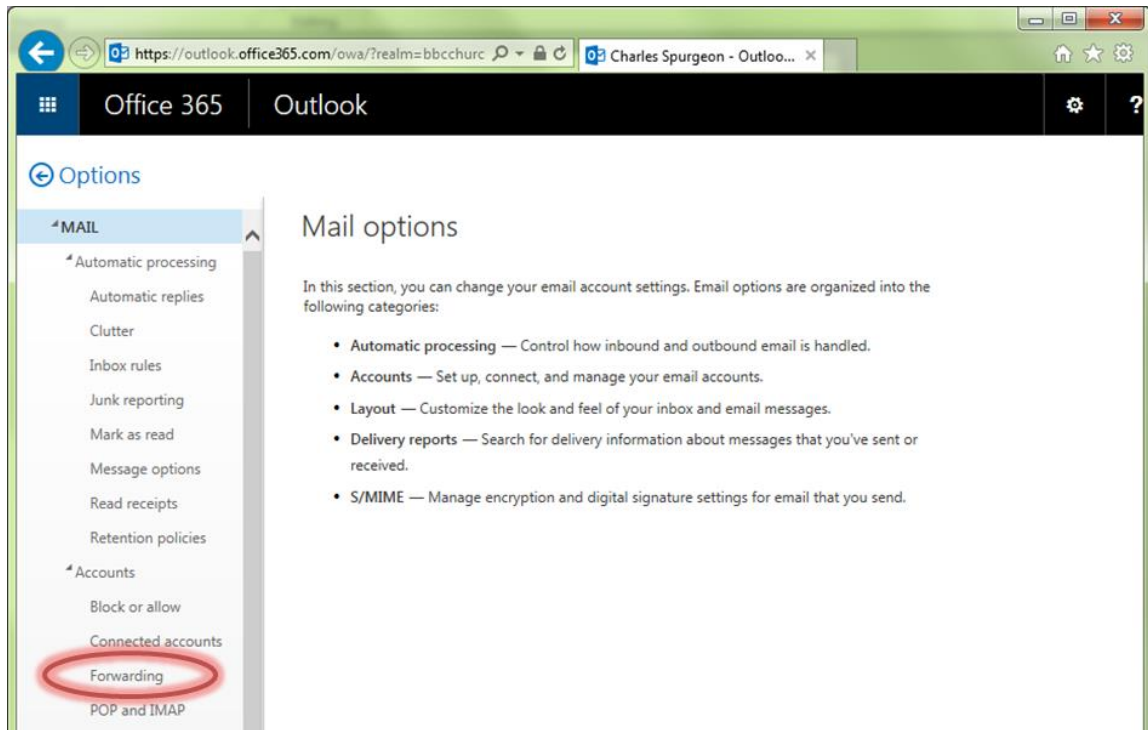 https://outlook.office365.com/owa/?realm=bbcchurc
Charles Spurgeon - Outloo...
Office 365
Outlook
?
Options
MAIL
Automatic processing
Automatic replies
Clutter
Inbox rules
Junk reporting
Mark as read
Message options
Read receipts
Retention policies
Accounts
Block or allow
Connected accounts
Forwarding
POP and IMAP
Mail options
In this section, you can change your email account settings. Email options are organized into the
following categories:
• Automatic processing — Control how inbound and outbound email is handled.
• Accounts — Set up, connect, and manage your email accounts.
• Layout — Customize the look and feel of your inbox and email messages.
• Delivery reports — Search for delivery information about messages that you've sent or
received.
• S/MIME — Manage encryption and digital signature settings for email that you send.